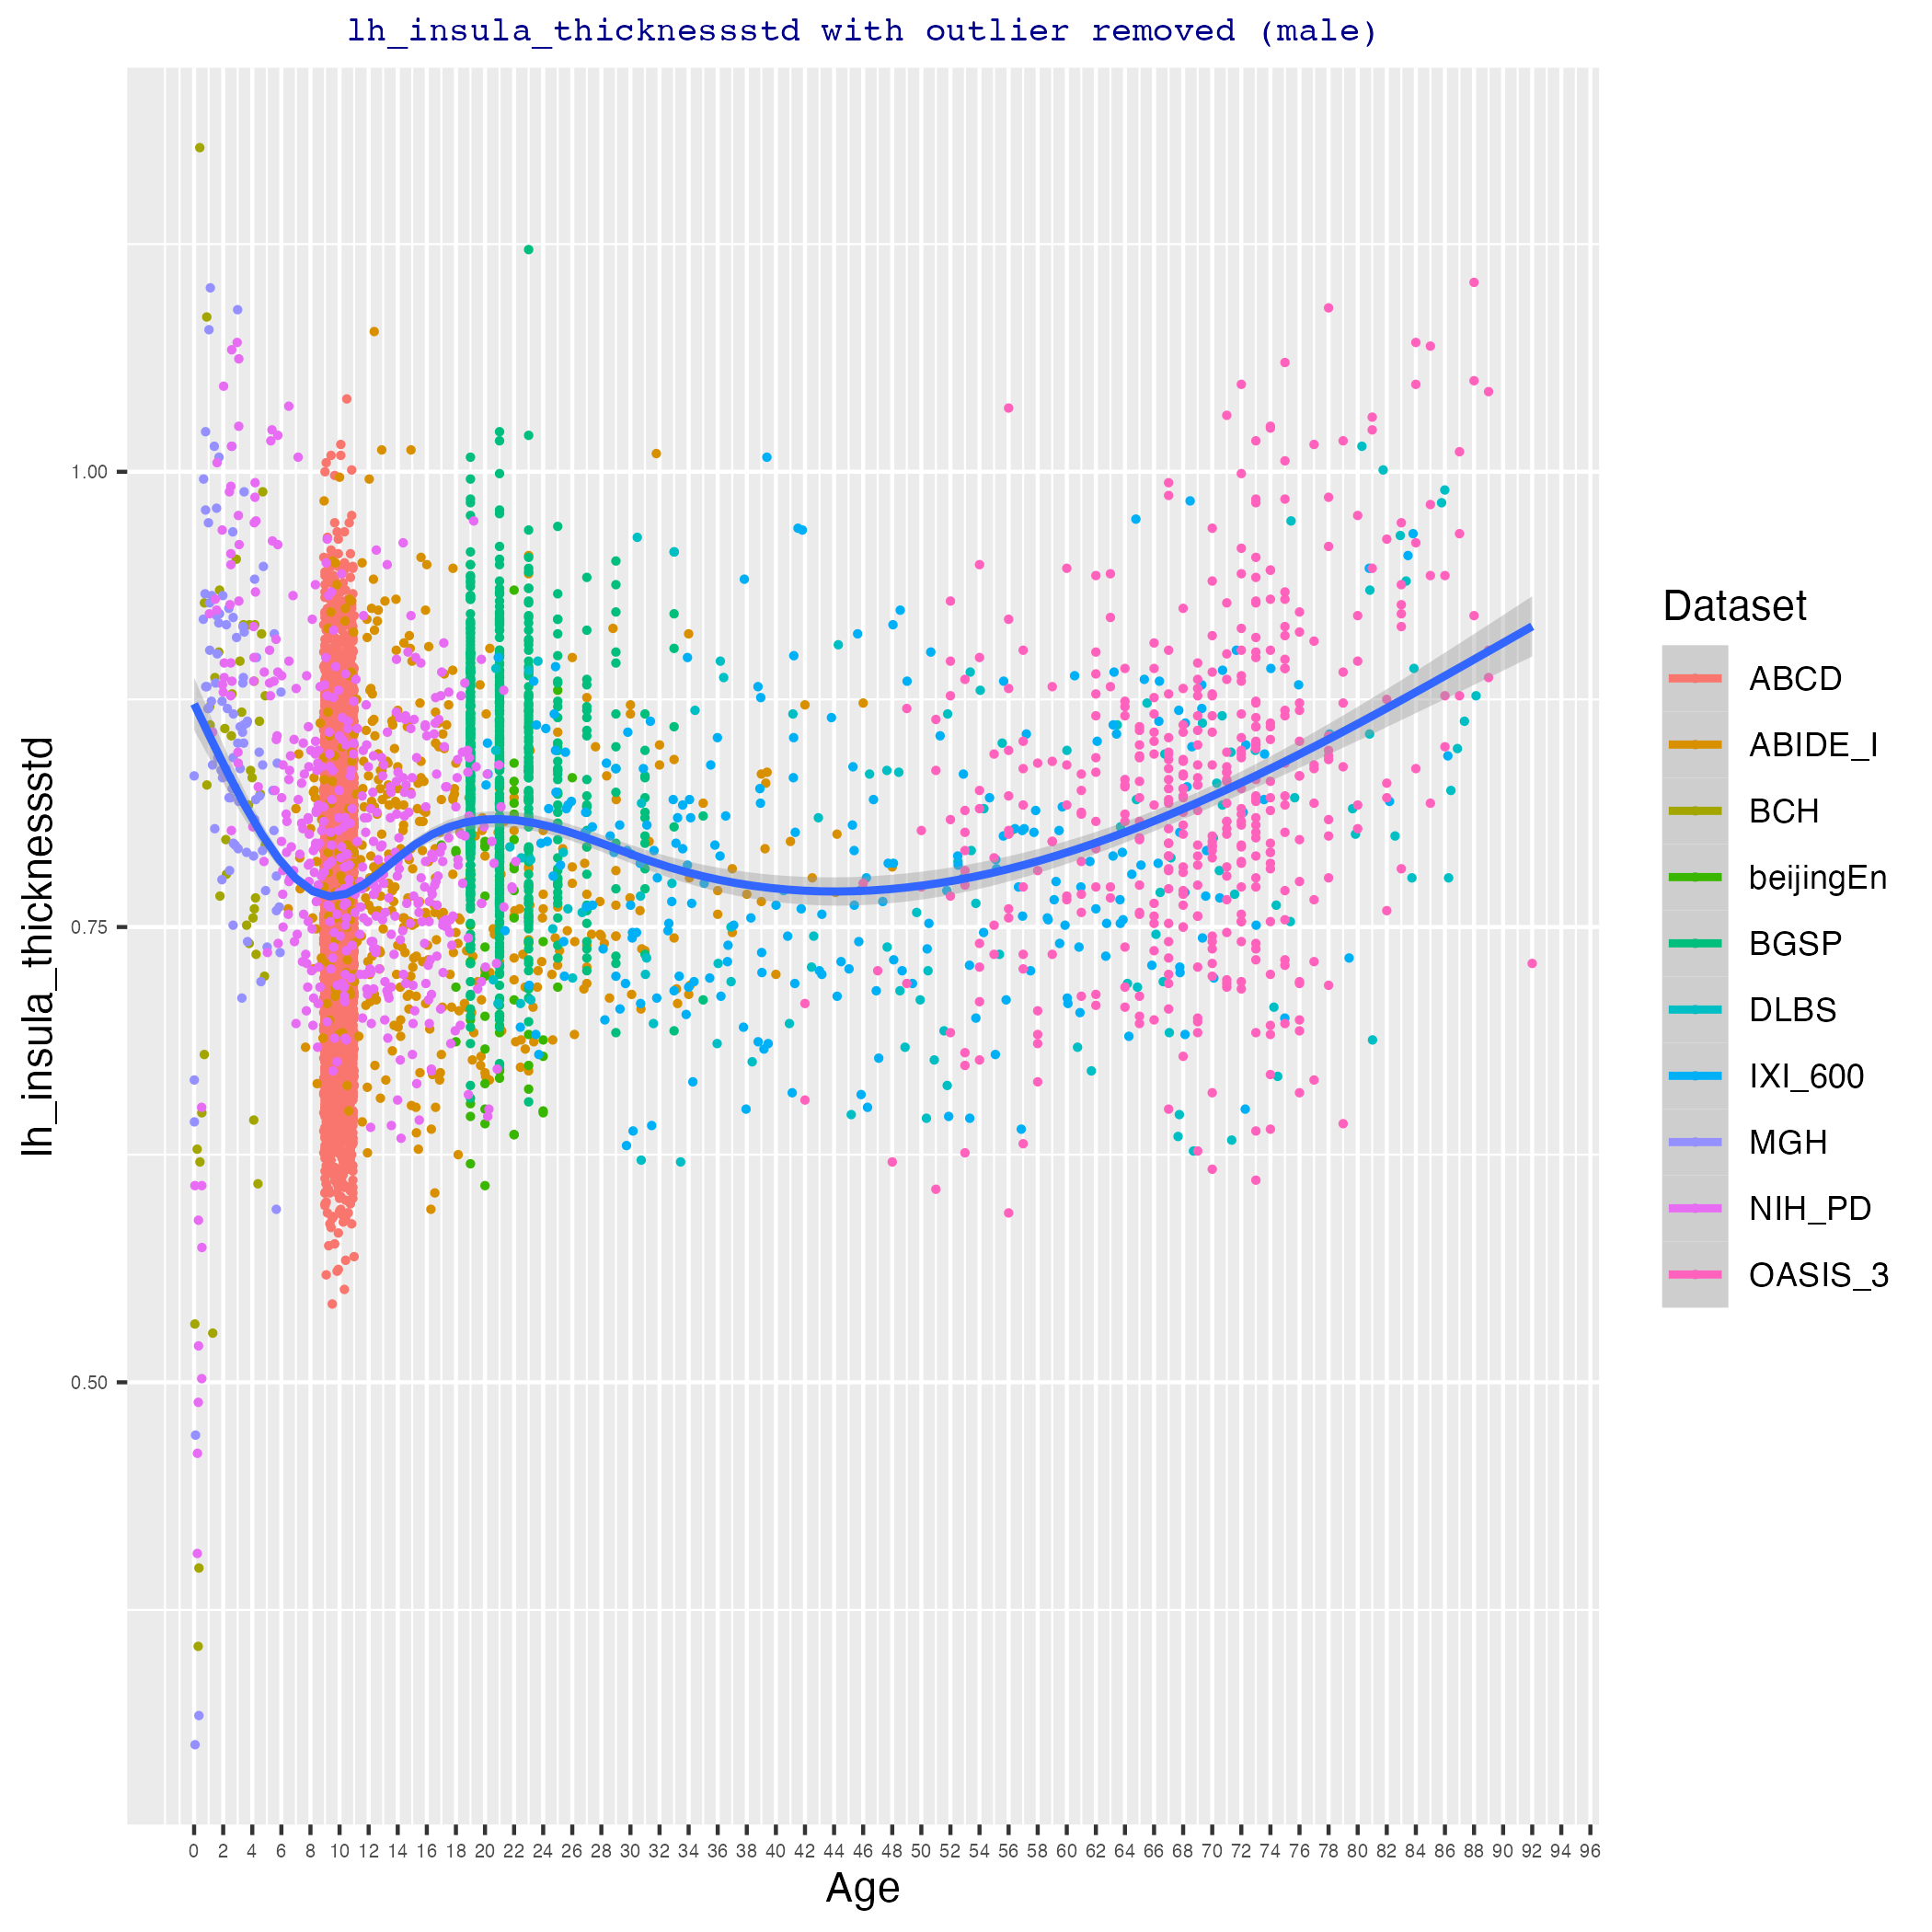 lh_insula_thicknessstd with outlier removed (male)
lh_insula_thicknessstd
1.00
0.75
0.50
0 2 4 6 8 10 12 14 16 18 20 22 24 26 28 30 32 34 36 38 40 42 44 46 48 50 52 54 56 58 60 62 64 66 68 70 72 74 76 78 80 82 84 86 88 90 92 94 96
Age
Dataset
ABCD
ABIDE_I
BCH
beijingEn
BGSP
DLBS
IXI_600
MGH
NIH_PD
OASIS_3